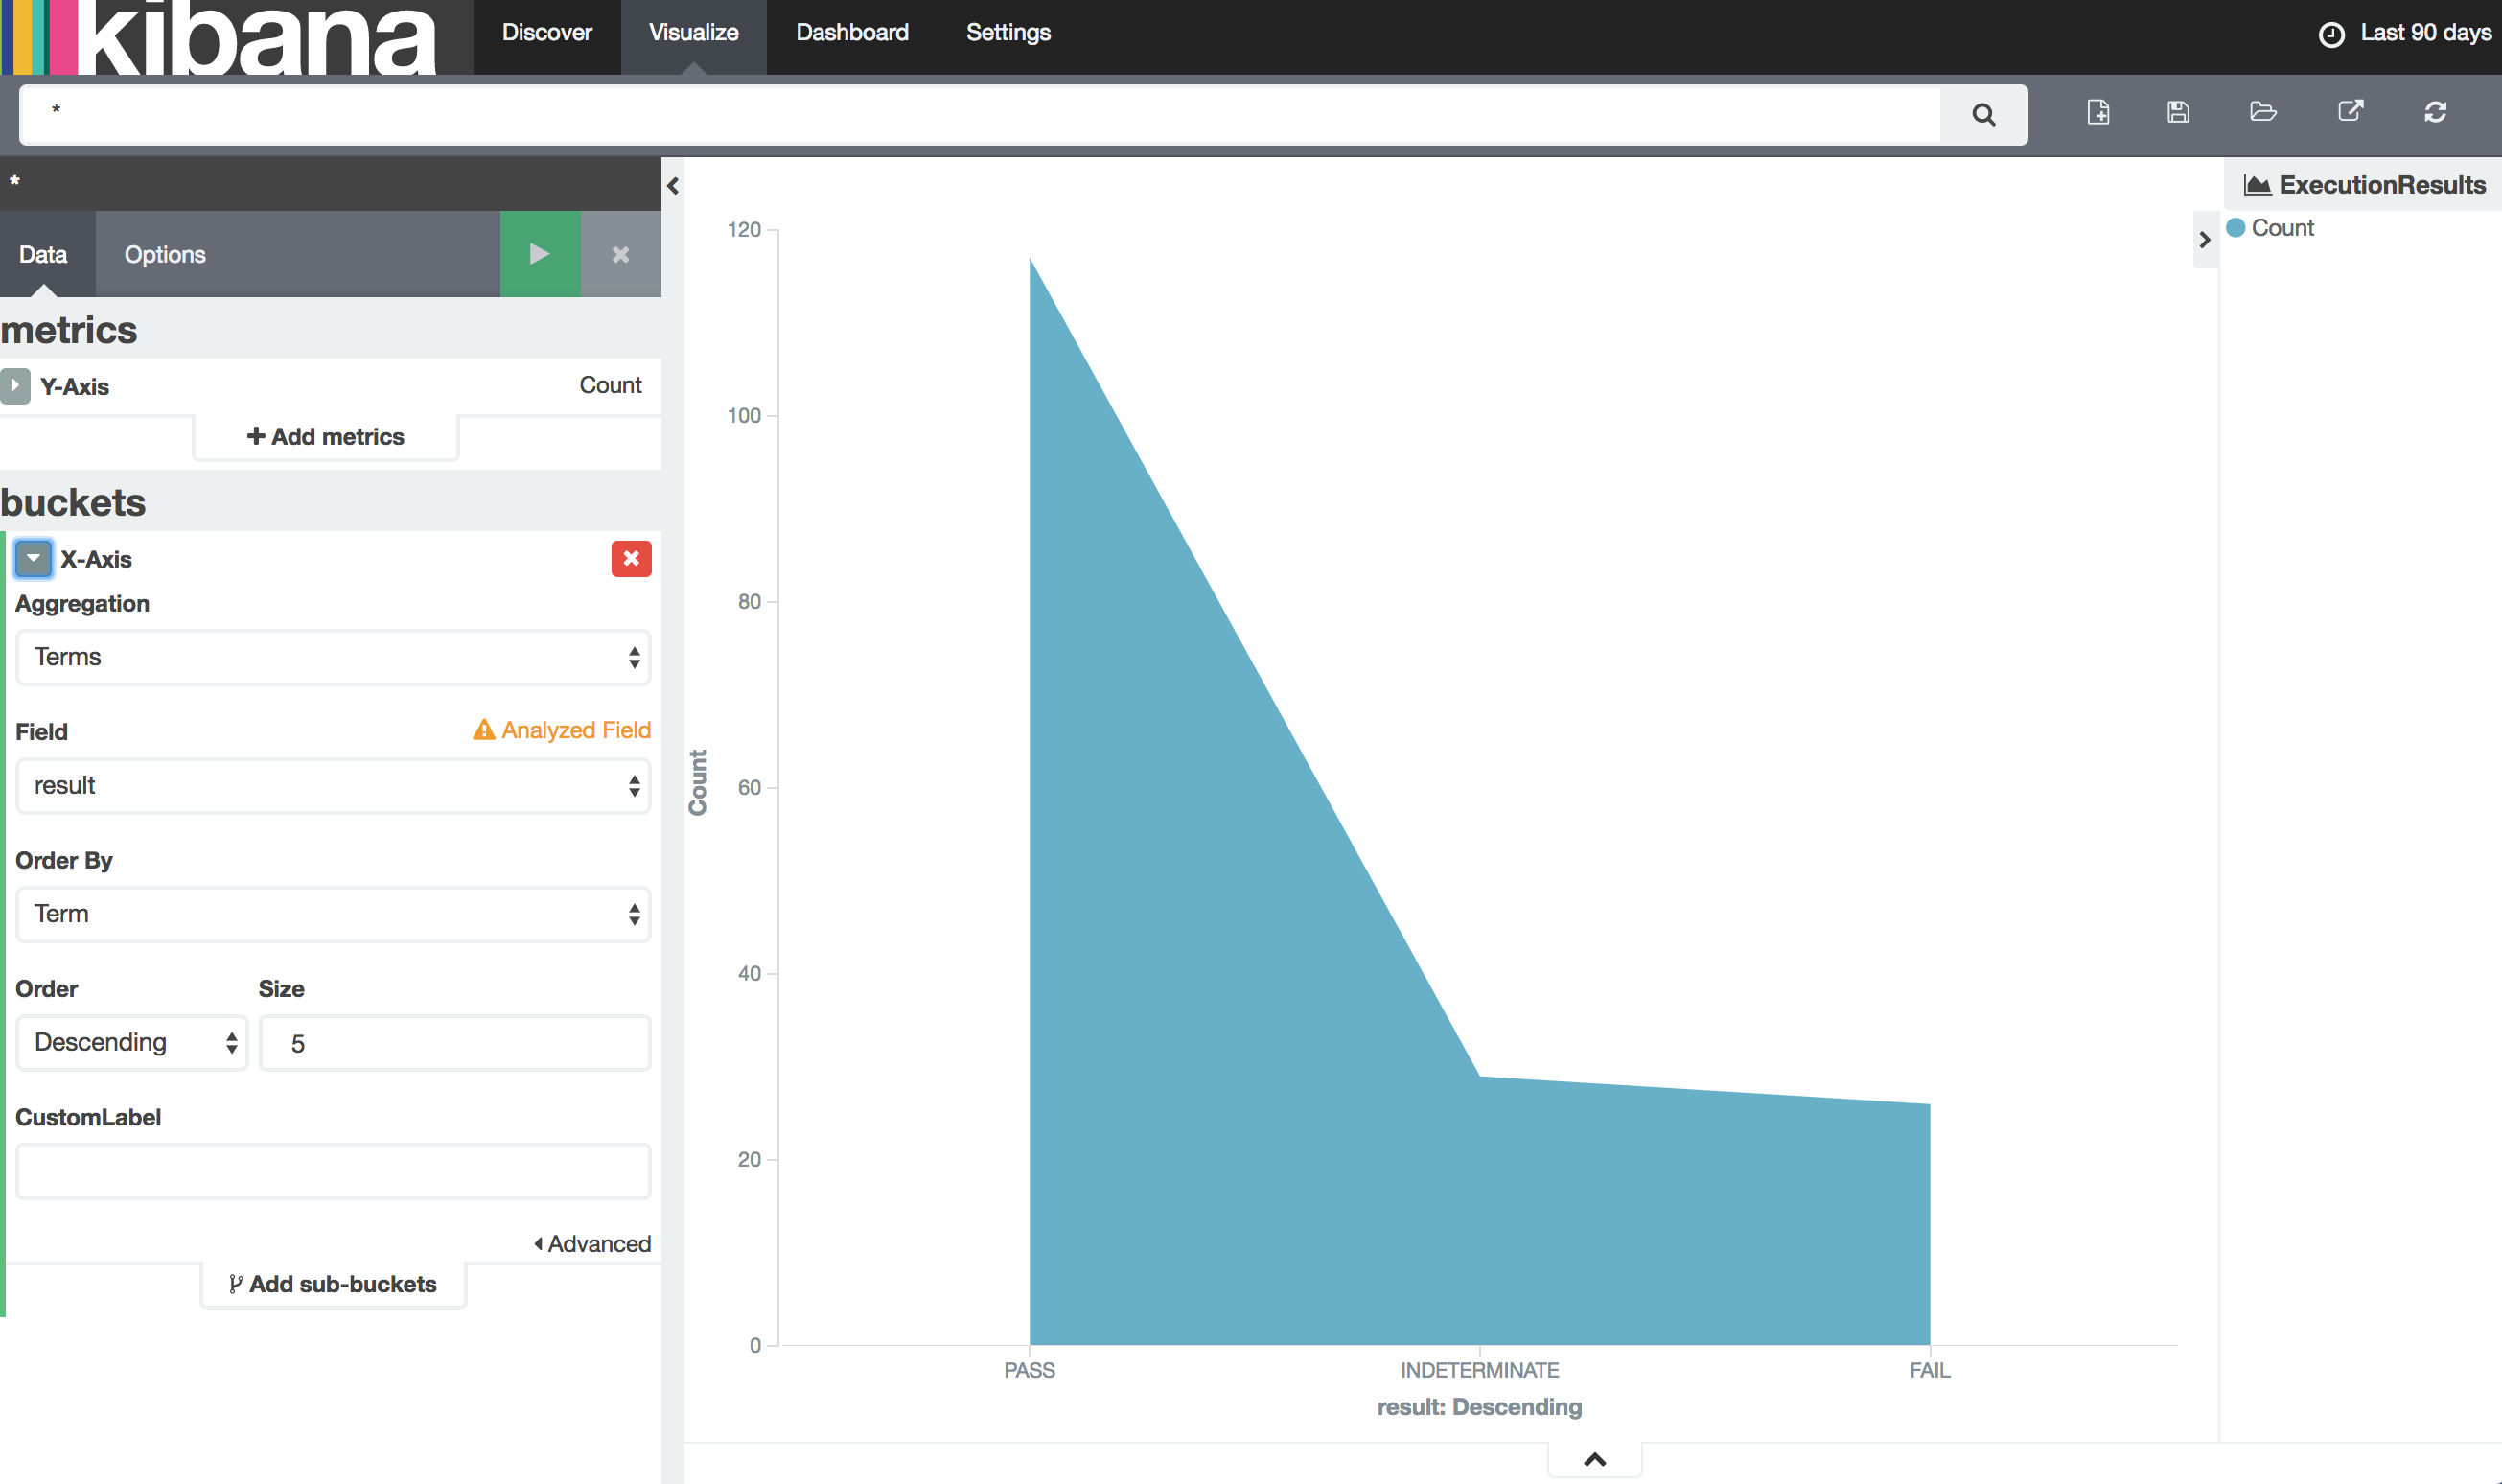 kibana
Discover Visualize Dashboard Settings Last 90 days
*
*
ExecutionResults
Count
Data Options
metrics
Y-Axis Count
Add metrics
buckets
X-Axis
Aggregation
Terms
Field Analyzed Field
result
Order By
Term
Order Size
Descending 5
CustomLabel
Advanced
Add sub-buckets
120
100
80
60
40
20
0
Count
PASS INDETERMINATE FAIL
result: Descending